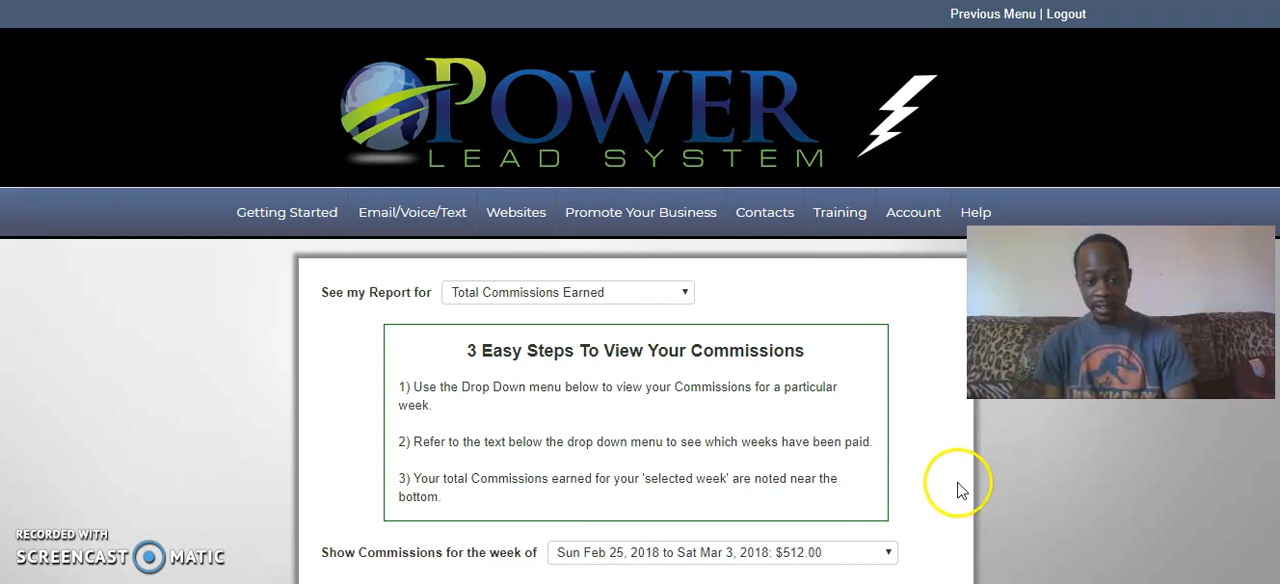 Previous Menu | Logout
POWER
LEAD SYSTEM
Getting Started Email/Voice/Text Websites Promote Your Business Contacts Training Account Help
See my Report for Total Commissions Earned
3 Easy Steps To View Your Commissions
1) Use the Drop Down menu below to view your Commissions for a particular
week.
2) Refer to the text below the drop down menu to see which weeks have been paid.
3) Your total Commissions earned for your 'selected week' are noted near the
bottom.
Show Commissions for the week of Sun Feb 25, 2018 to Sat Mar 3, 2018: $512.00
RECORDED WITH
SCREENCAST MATIC